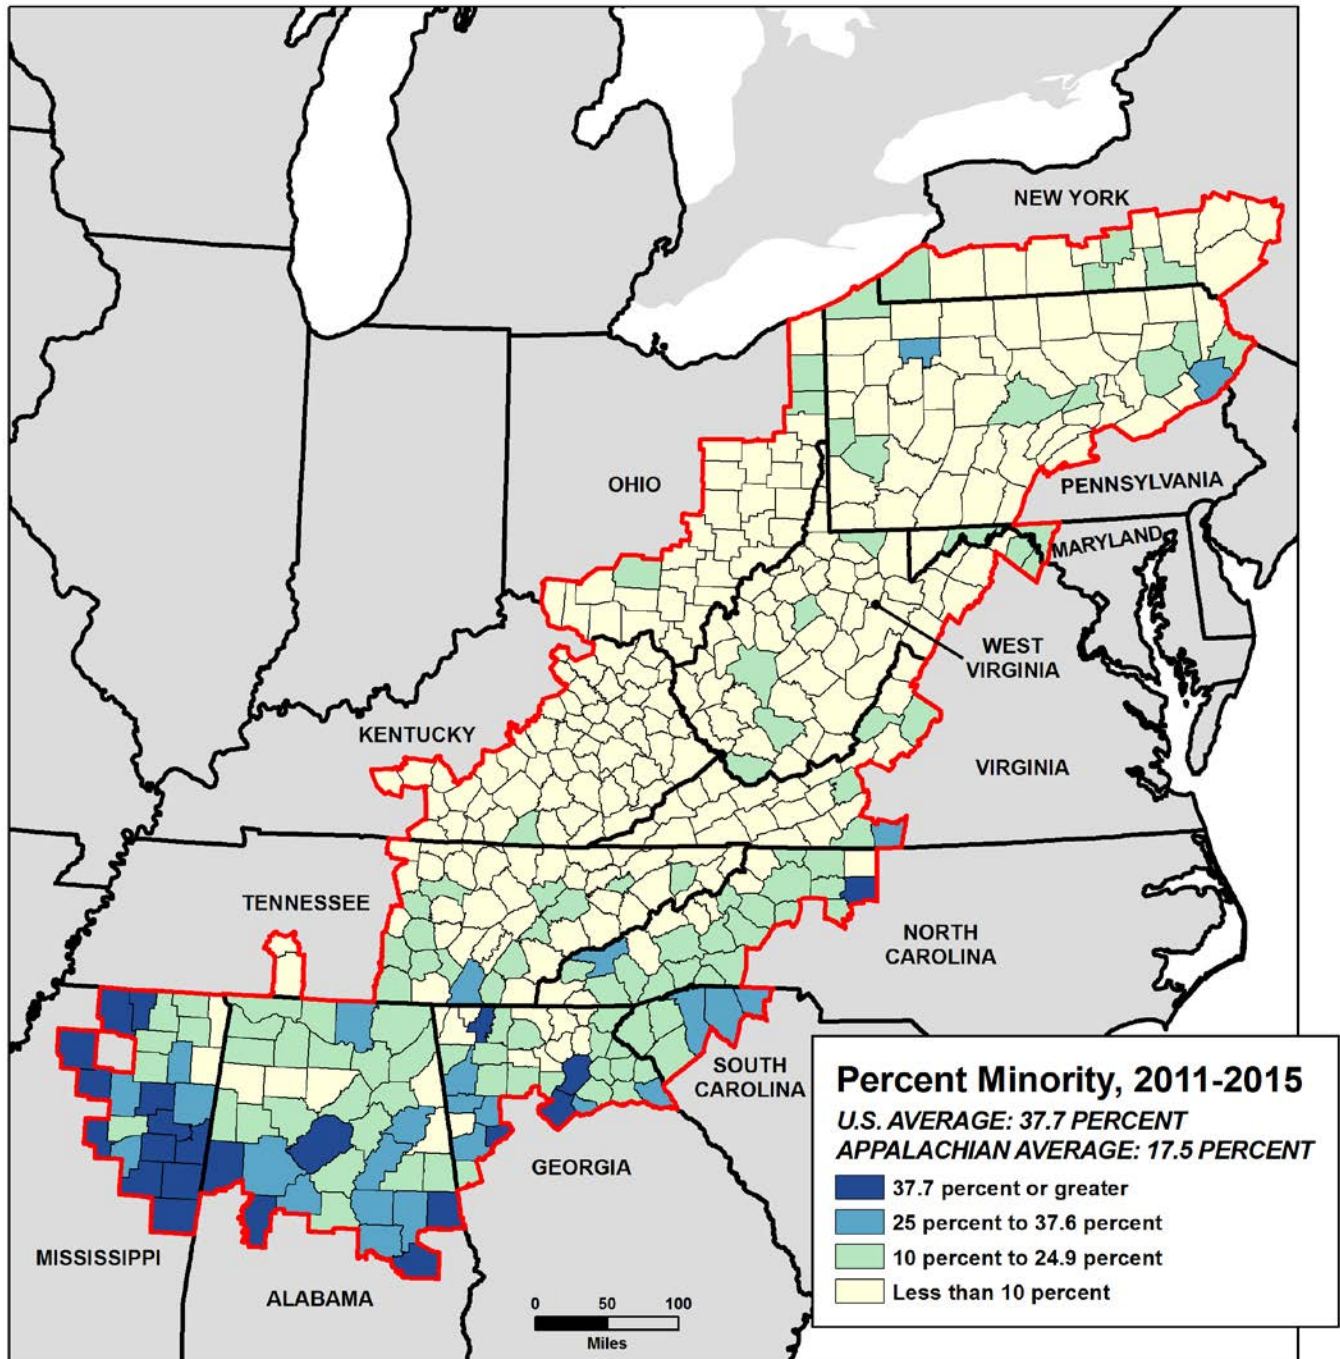 NEW YORK
OHIO
PENNSYLVANIA
MARYLAND
WEST
VIRGINIA
KENTUCKY
VIRGINIA
TENNESSEE
NORTH
CAROLINA
SOUTH
CAROLINA
GEORGIA
MISSISSIPPI
ALABAMA
0 50 100
Miles
Percent Minority, 2011-2015
U.S. AVERAGE: 37.7 PERCENT
APPALACHIAN AVERAGE: 17.5 PERCENT
37.7 percent or greater
25 percent to 37.6 percent
10 percent to 24.9 percent
Less than 10 percent